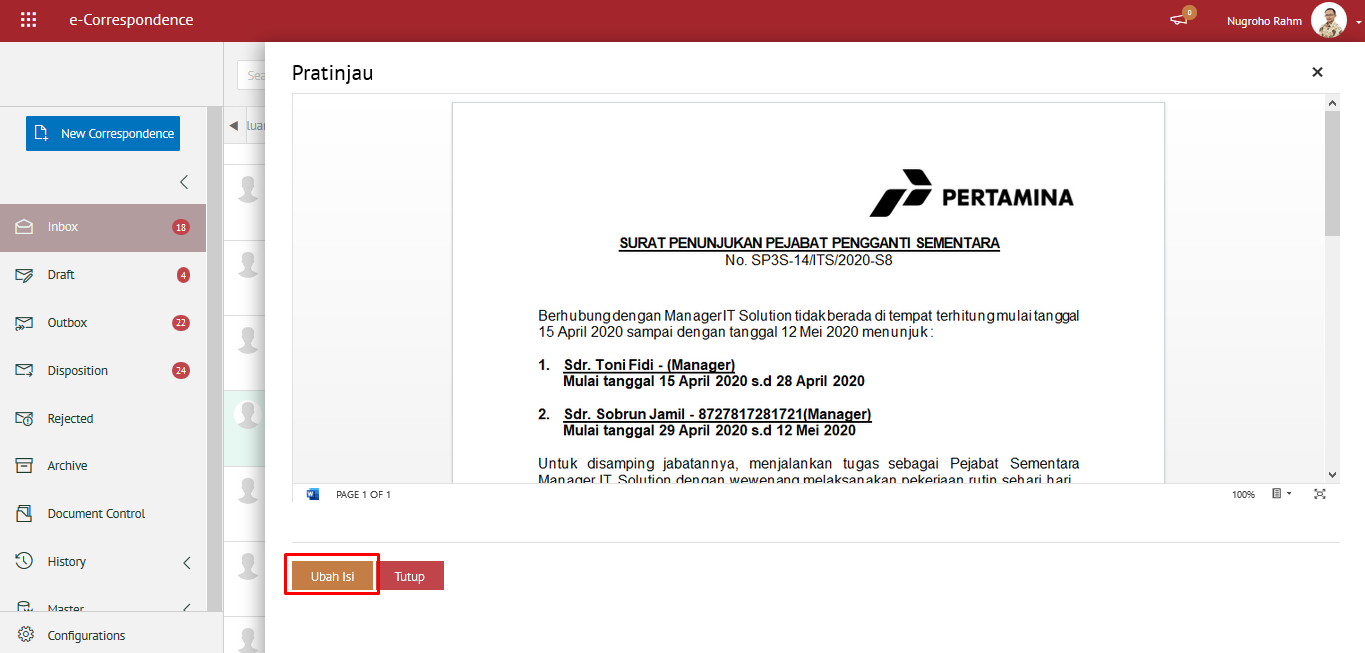 e-Correspondence
0
Nugroho Rahm
Pratinjau
New Correspondence
Inbox
18
Draft
4
Outbox
22
Disposition
24
Rejected
Archive
Document Control
History
Master
Configurations
Sea
luar
PERTAMINA
SURAT PENUNJUKAN PEJABAT PENGGANTI SEMENTARA
No. SP3S-14/ITS/2020-S8
Berhubung dengan Manager IT Solution tidak berada di tempat terhitung mulai tanggal
15 April 2020 sampai dengan tanggal 12 Mei 2020 menunjuk :
1. Sdr. Toni Fidi - (Manager)
Mulai tanggal 15 April 2020 s.d 28 April 2020
2. Sdr. Sobrun Jamil - 8727817281721(Manager)
Mulai tanggal 29 April 2020 s.d 12 Mei 2020
Untuk disamping jabatannya, menjalankan tugas sebagai Pejabat Sementara
Manager IT Solution dengan wewenang melaksanakan pekerjaan rutin sehari hari
PAGE 1 OF 1
100%
Ubah Isi
Tutup